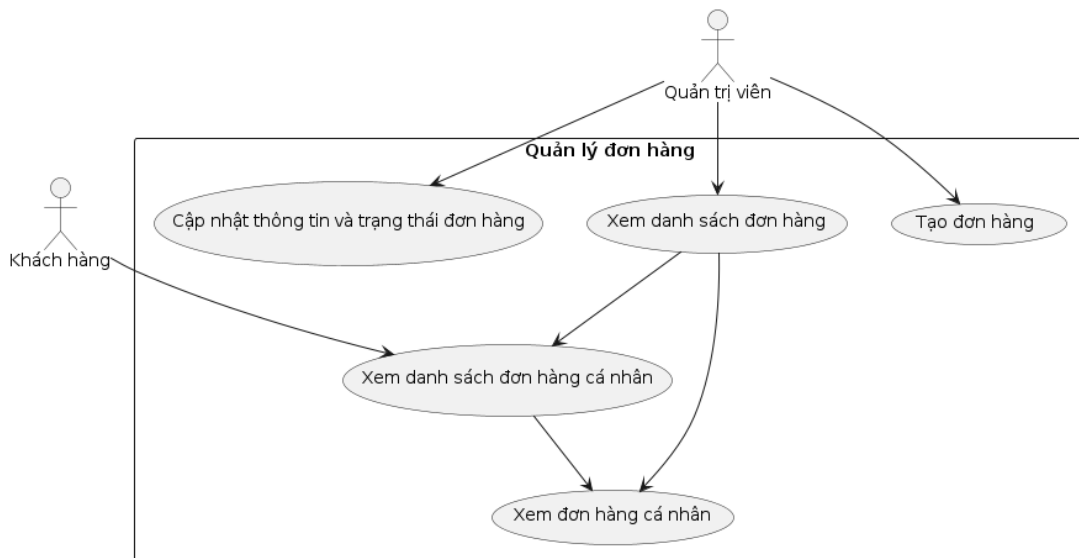 Quản trị viên
Quản lý đơn hàng
Khách hàng
Cập nhật thông tin và trạng thái đơn hàng
Xem danh sách đơn hàng
Tạo đơn hàng
Xem danh sách đơn hàng cá nhân
Xem đơn hàng cá nhân